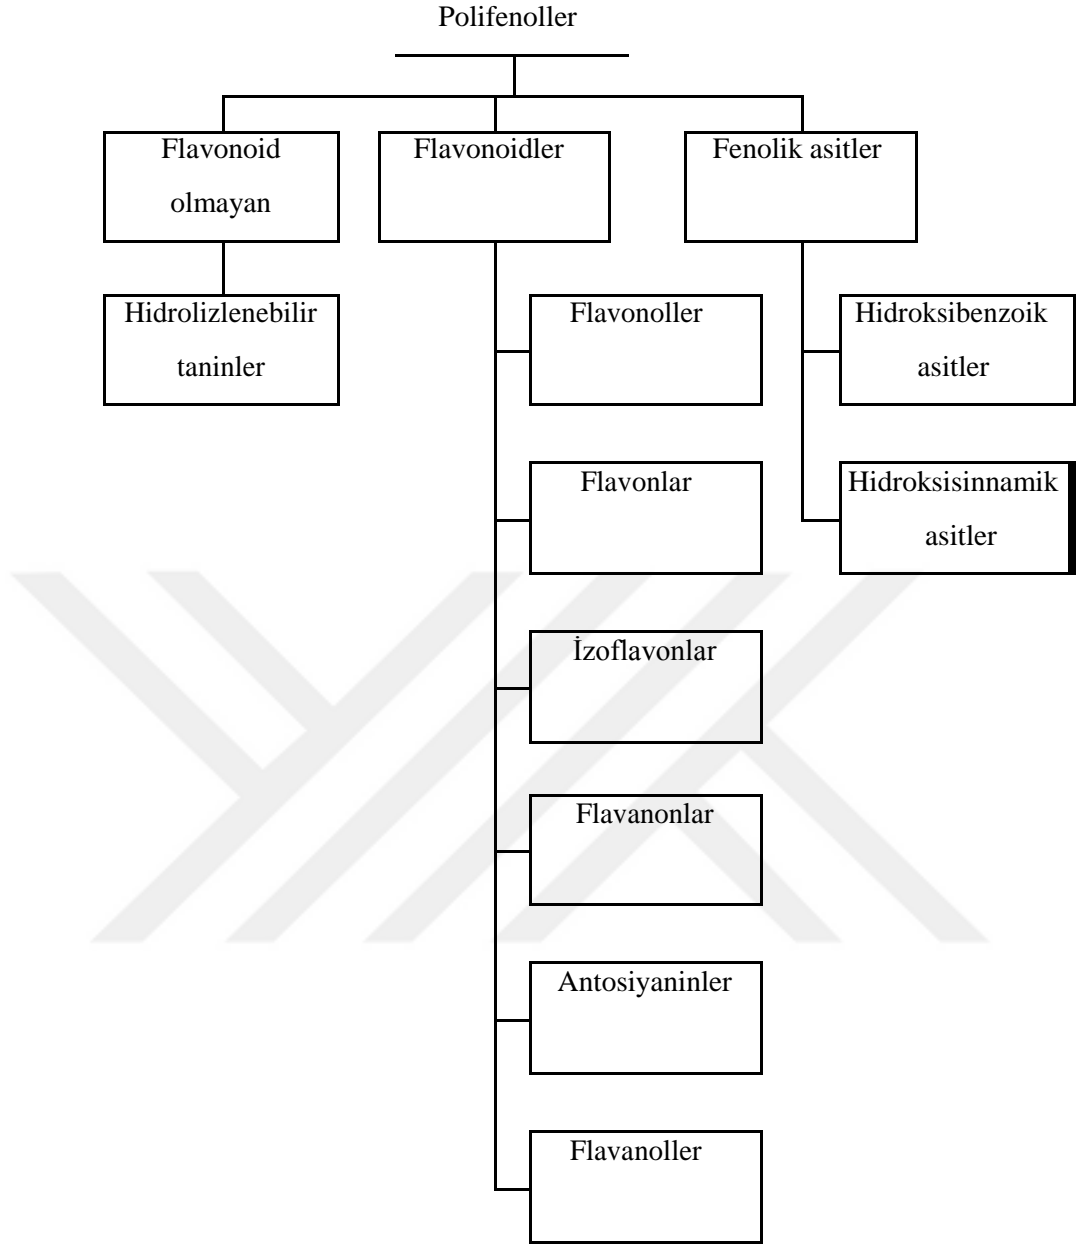 Polifenoller
Flavonoid
olmayan
Flavonoidler
Fenolik asitler
Hidrolizlenebilir
taninler
Flavonoller
Hidroksibenzoik
asitler
Flavonlar
Hidroksisinnamik
asitler
İzoflavonlar
Flavanonlar
Antosiyaninler
Flavanoller